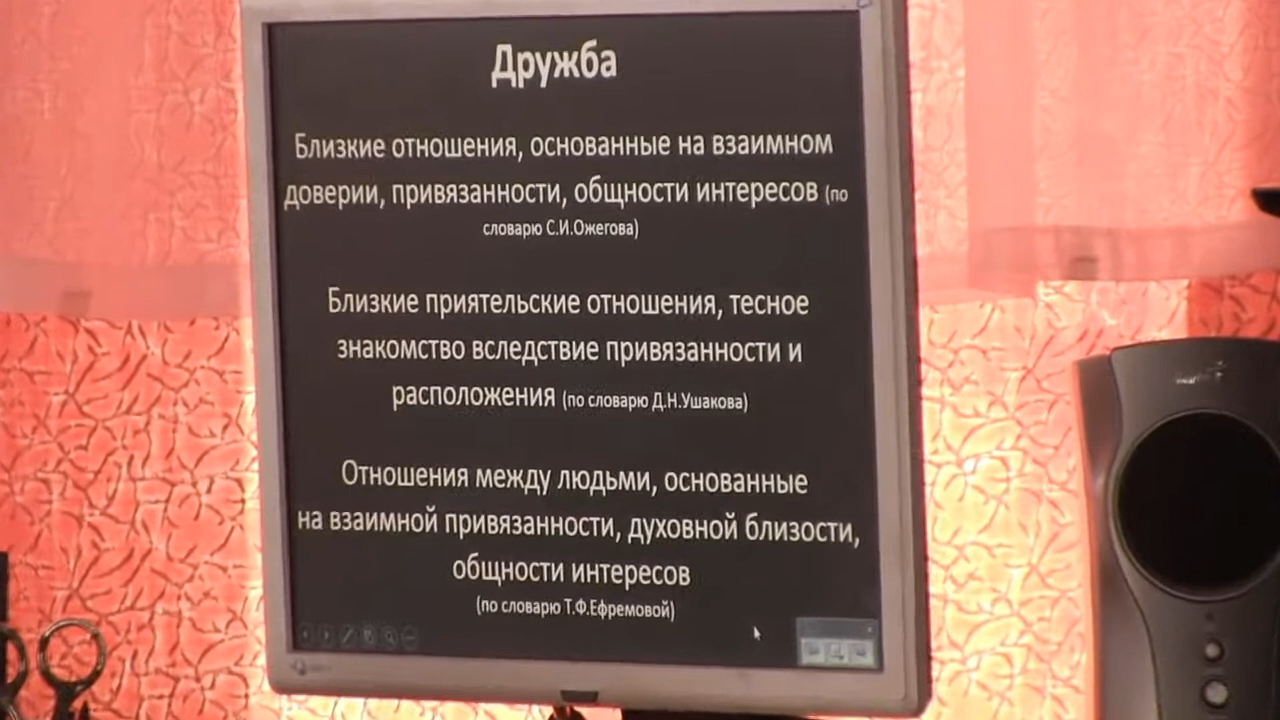 Дружба
Близкие отношения, основанные на взаимном
доверии, привязанности, общности интересов (по
словарю С.И.Ожегова)
Близкие приятельские отношения, тесное
знакомство вследствие привязанности и
расположения (по словарю Д.Н.Ушакова)
Отношения между людьми, основанные
на взаимной привязанности, духовной близости,
общности интересов
(по словарю Т.Ф.Ефремовой)